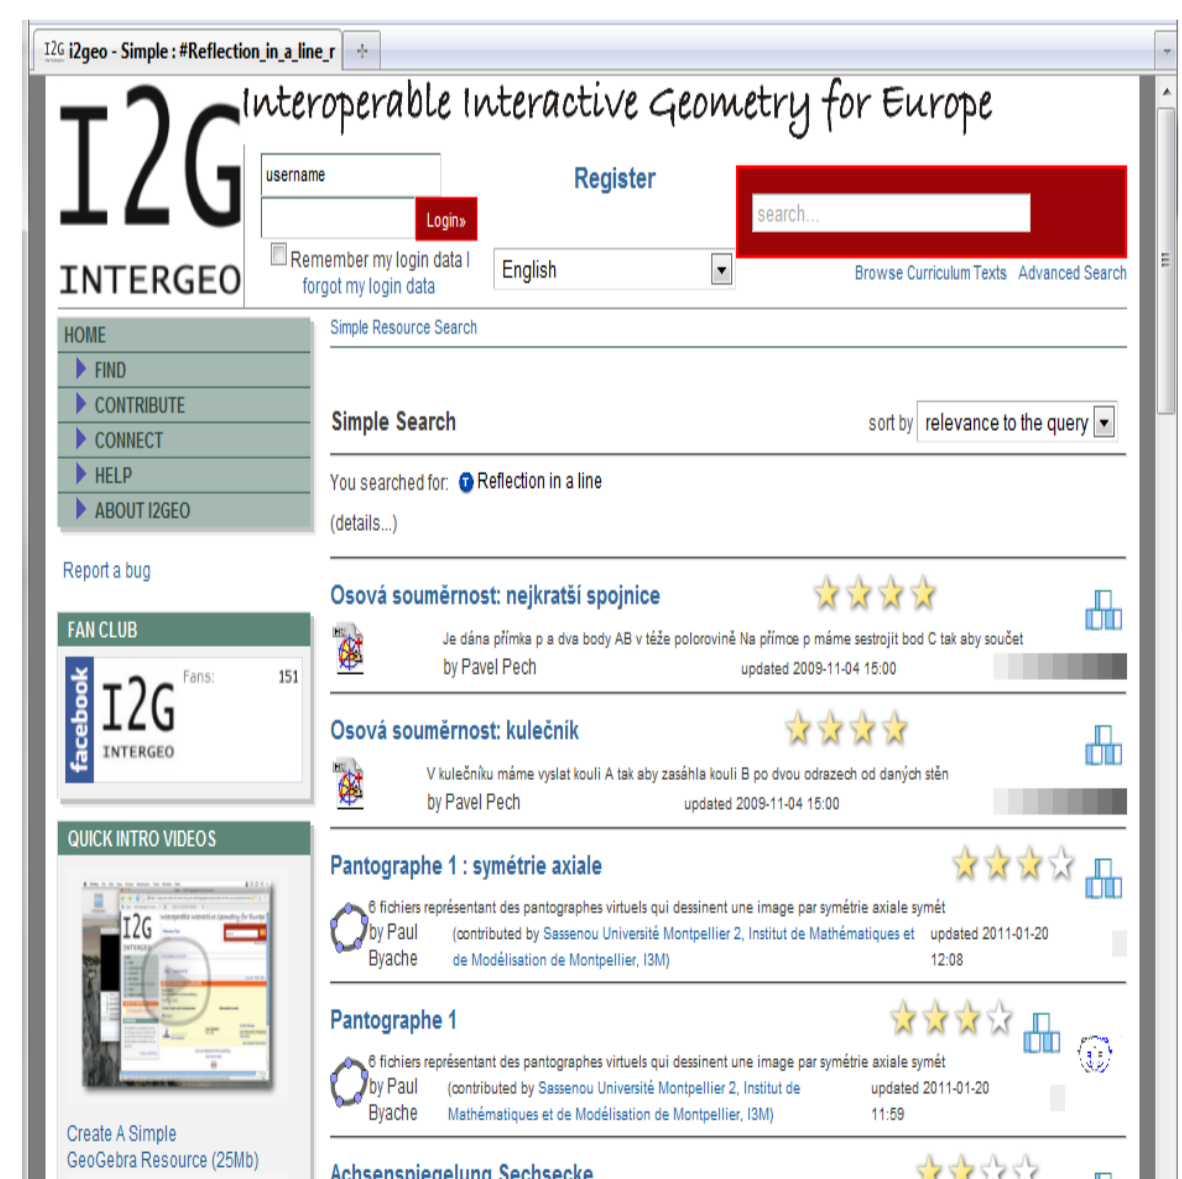 I2G i2geo - Simple : #Reflection_in_a_line_r
I2G
INTERGEO
Interoperable Interactive Geometry for Europe
username
Login»
Remember my login data I
forgot my login data
Register
English
search...
Browse Curriculum Texts Advanced Search
HOME
FIND
CONTRIBUTE
CONNECT
HELP
ABOUT I2GEO
Report a bug
FAN CLUB
facebook
I2G
INTERGEO
Fans: 151
QUICK INTRO VIDEOS
I2G
Create A Simple
GeoGebra Resource (25Mb)
Simple Resource Search
Simple Search
sort by relevance to the query
You searched for: T Reflection in a line
(details...)
Osová souměrnost: nejkratší spojnice
Je dána přímka p a dva body AB v téže polorovině Na přímce p máme sestrojit bod C tak aby součet
by Pavel Pech updated 2009-11-04 15:00
Osová souměrnost: kulečník
V kulečníku máme vyslat kouli A tak aby zasáhla kouli B po dvou odrazech od daných stěn
by Pavel Pech updated 2009-11-04 15:00
Pantographe 1 : symétrie axiale
6 fichiers représentant des pantographes virtuels qui dessinent une image par symétrie axiale symét
by Paul (contributed by Sassenou Université Montpellier 2, Institut de Mathématiques et updated 2011-01-20
Byache de Modélisation de Montpellier, I3M) 12:08
Pantographe 1
6 fichiers représentant des pantographes virtuels qui dessinent une image par symétrie axiale symét
by Paul (contributed by Sassenou Université Montpellier 2, Institut de updated 2011-01-20
Byache Mathématiques et de Modélisation de Montpellier, I3M) 11:59
Achsenspiegelung Sechsecke